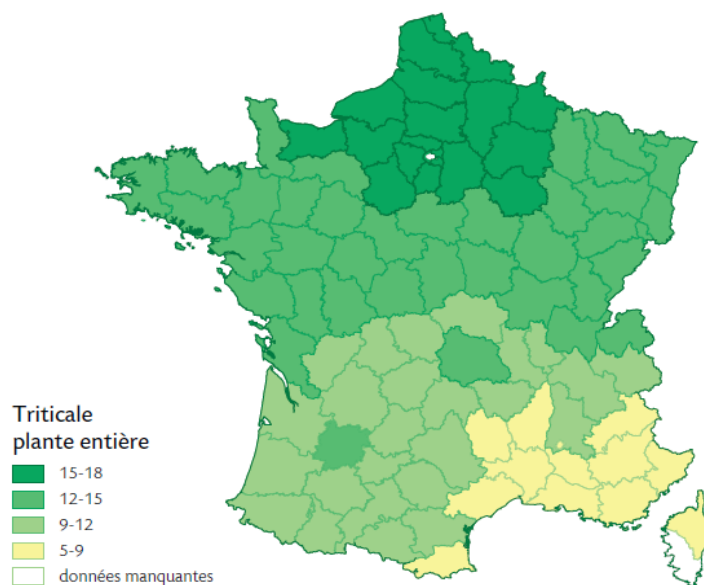 Triticale
plante entière
15-18
12-15
9-12
5-9
données manquantes